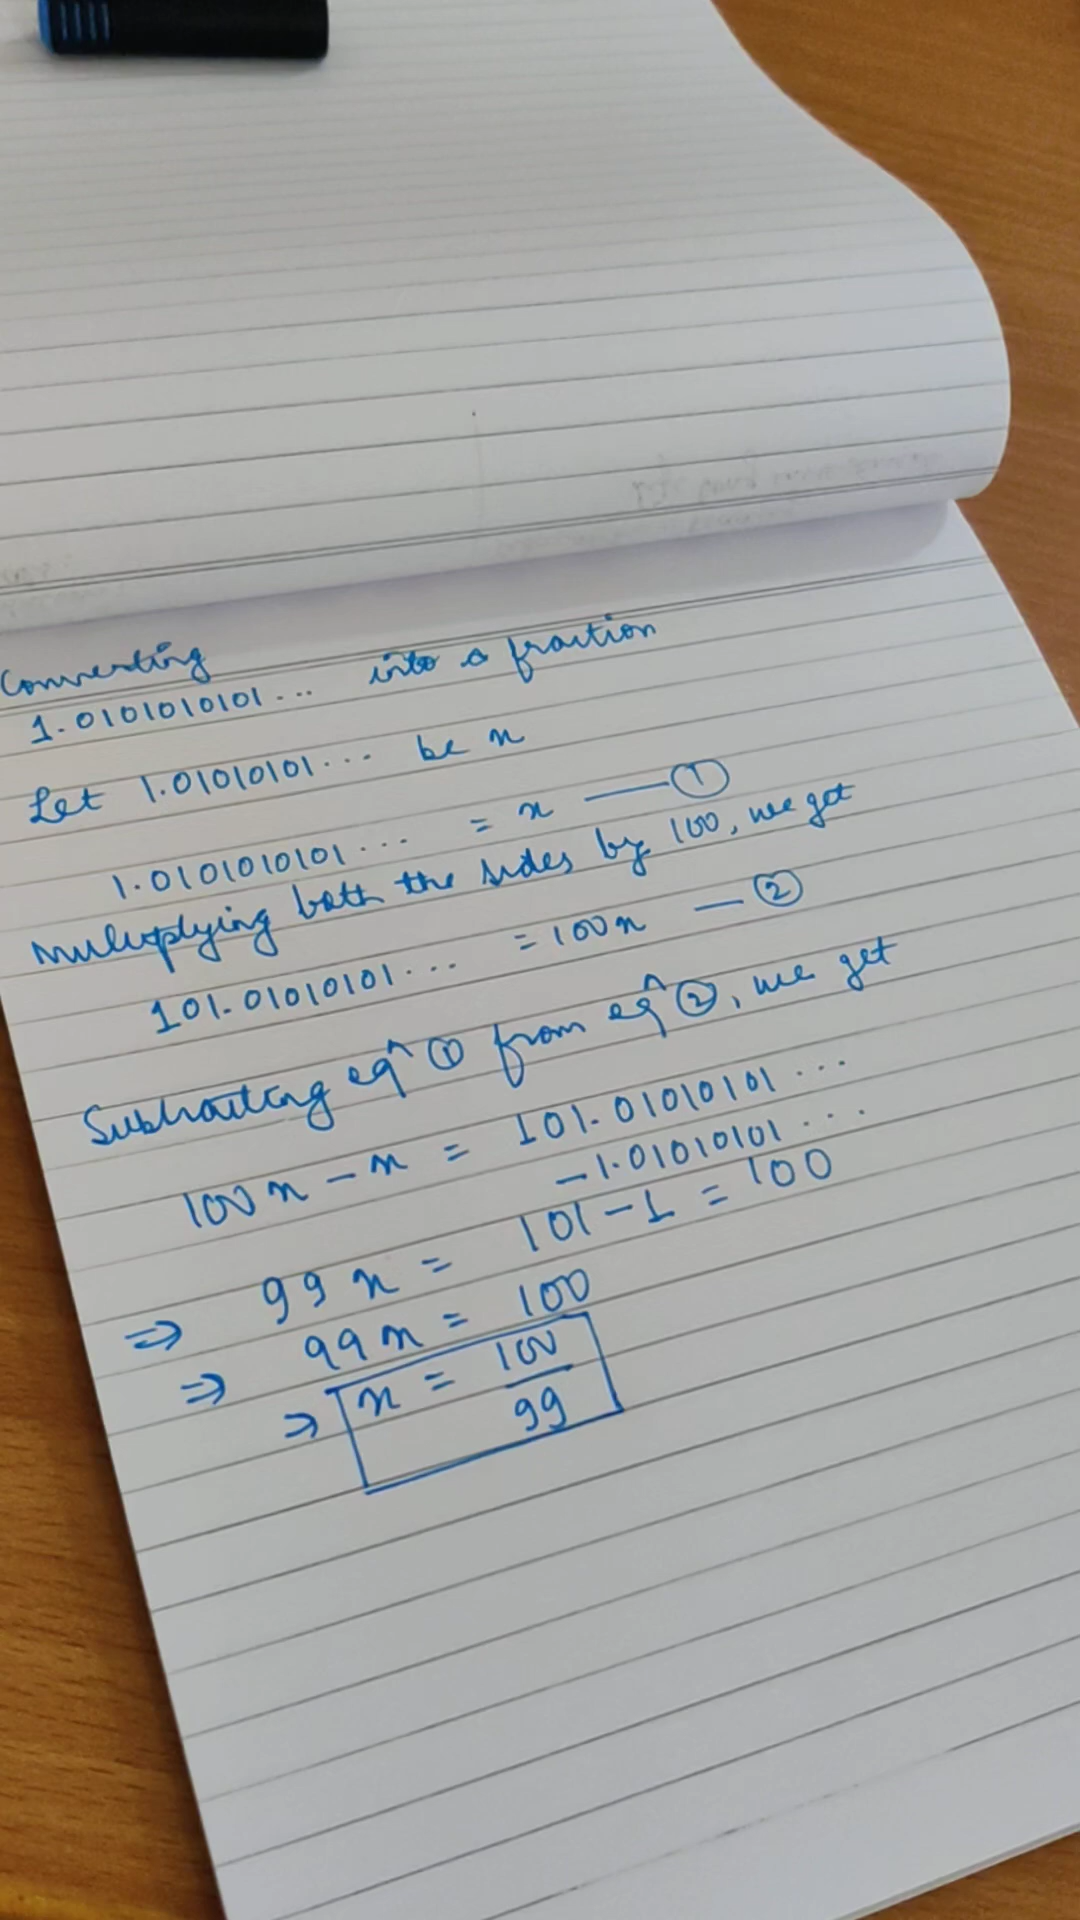 Converting
1.0101010101... into a fraction
Let 1.01010101... be x
1.0101010101... = x — ①
Multiplying both the sides by 100, we get
101.01010101... = 100x — ②
Subtracting eqⁿ ① from eqⁿ ②, we get
100x - x = 101.01010101...
-1.01010101...
⇒ 99x = 101-1 = 100
⇒ 99x = 100
⇒ x = 100/99